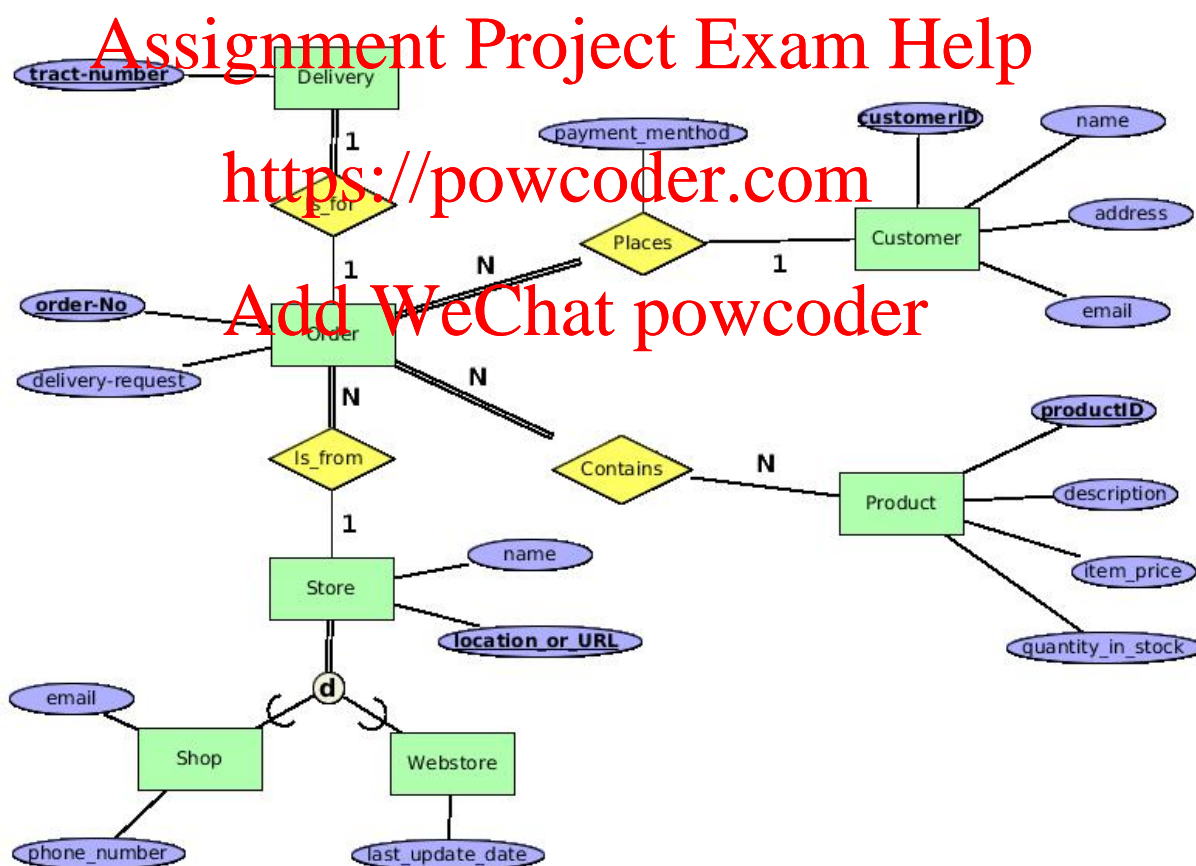 Assignment Project Exam Help
tract-number
Delivery
1
payment_menthod
customerID
name
https://powcoder.com
Is_for
address
Places
Customer
N
1
1
email
order-No
Add WeChat powcoder
Order
delivery-request
N
N
productID
Is_from
Contains
N
description
Product
1
name
item_price
Store
location_or_URL
quantity_in_stock
d
email
Shop
Webstore
phone_number
last_update_date